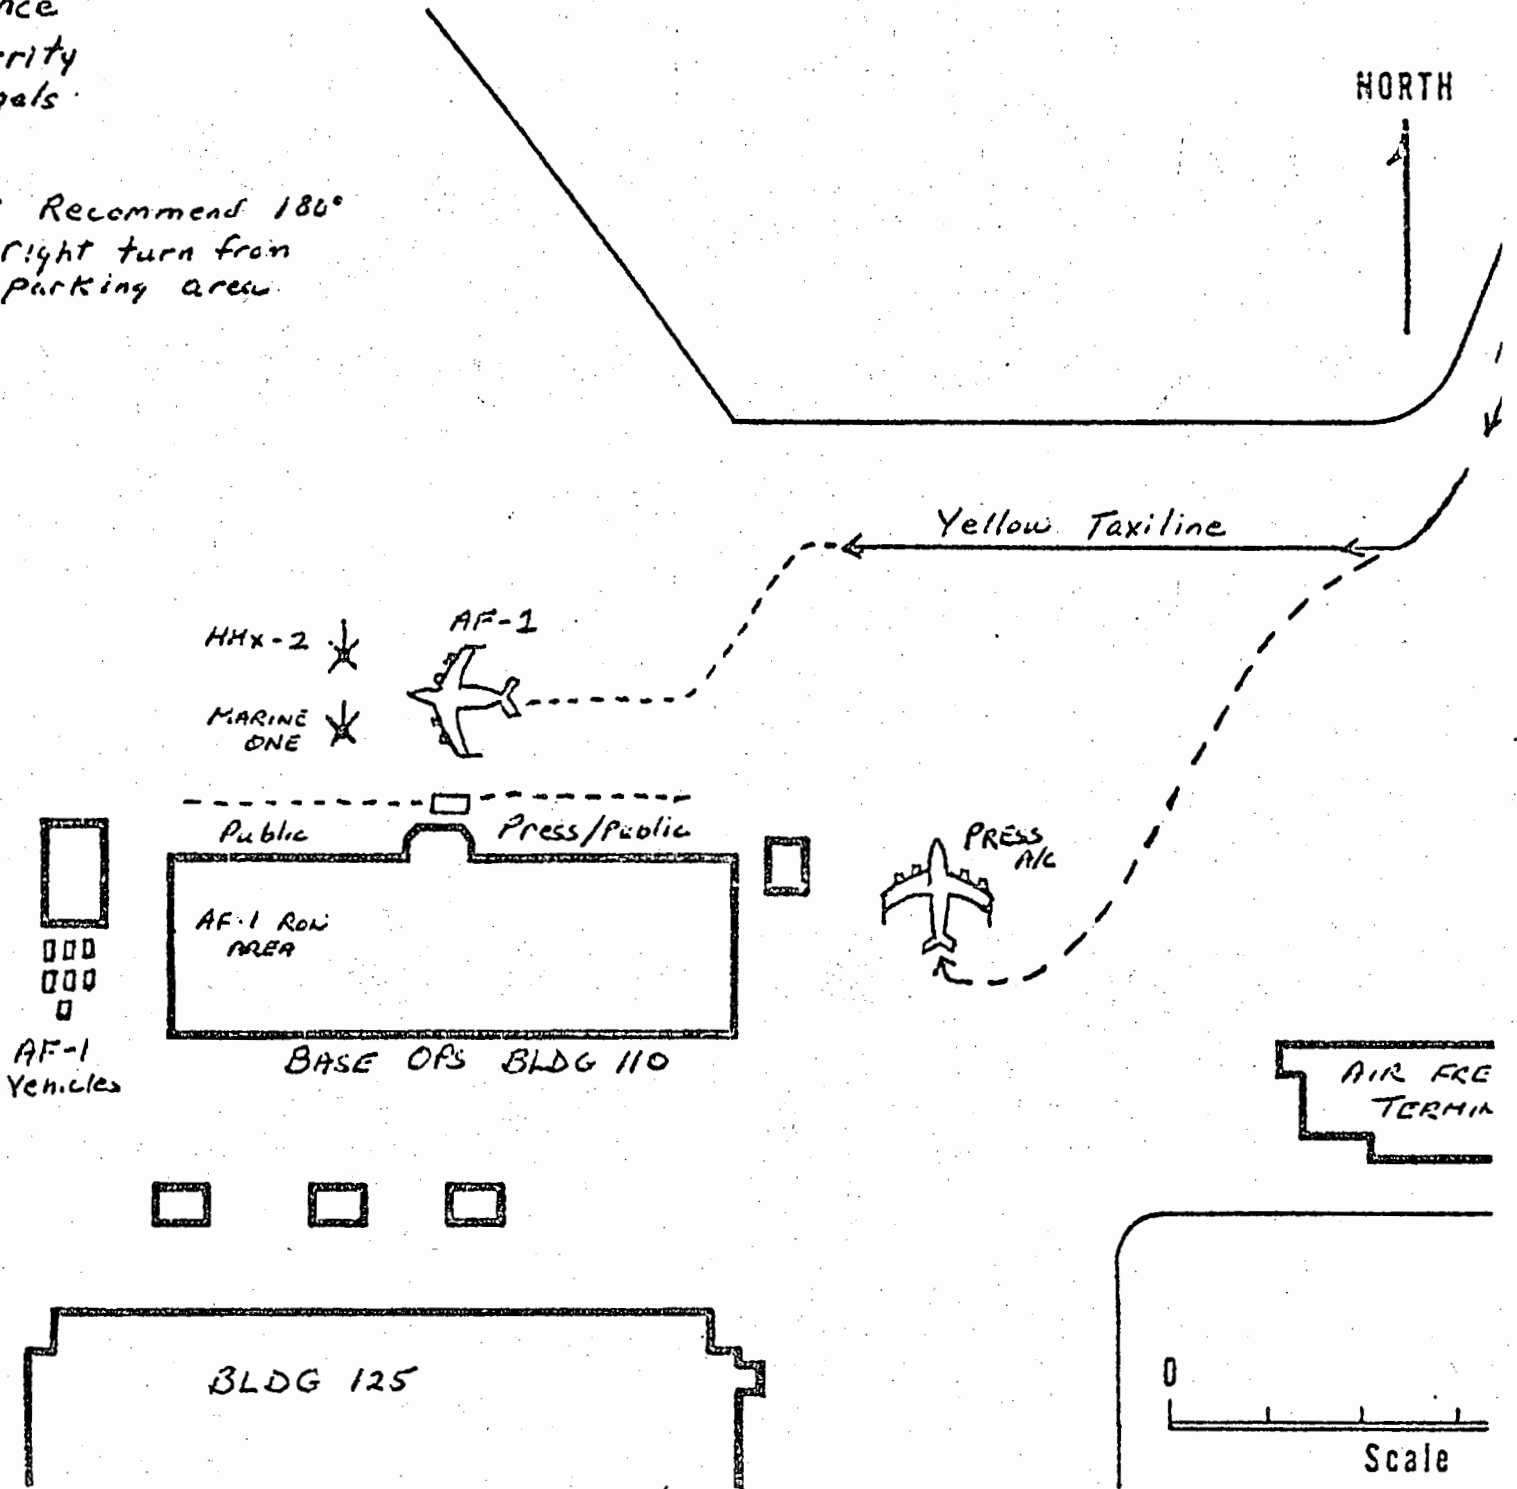 nce
erity
gals
NORTH
Recommend 180°
right turn from
parking area
Yellow Taxiline
AF-1
HMX-2
MARINE
ONE
Public
Press/Public
PRESS
A/C
AF-1 RON
AREA
AF-1
Vehicles
BASE OPS BLDG 110
AIR FRE
TERMIN
BLDG 125
0
Scale